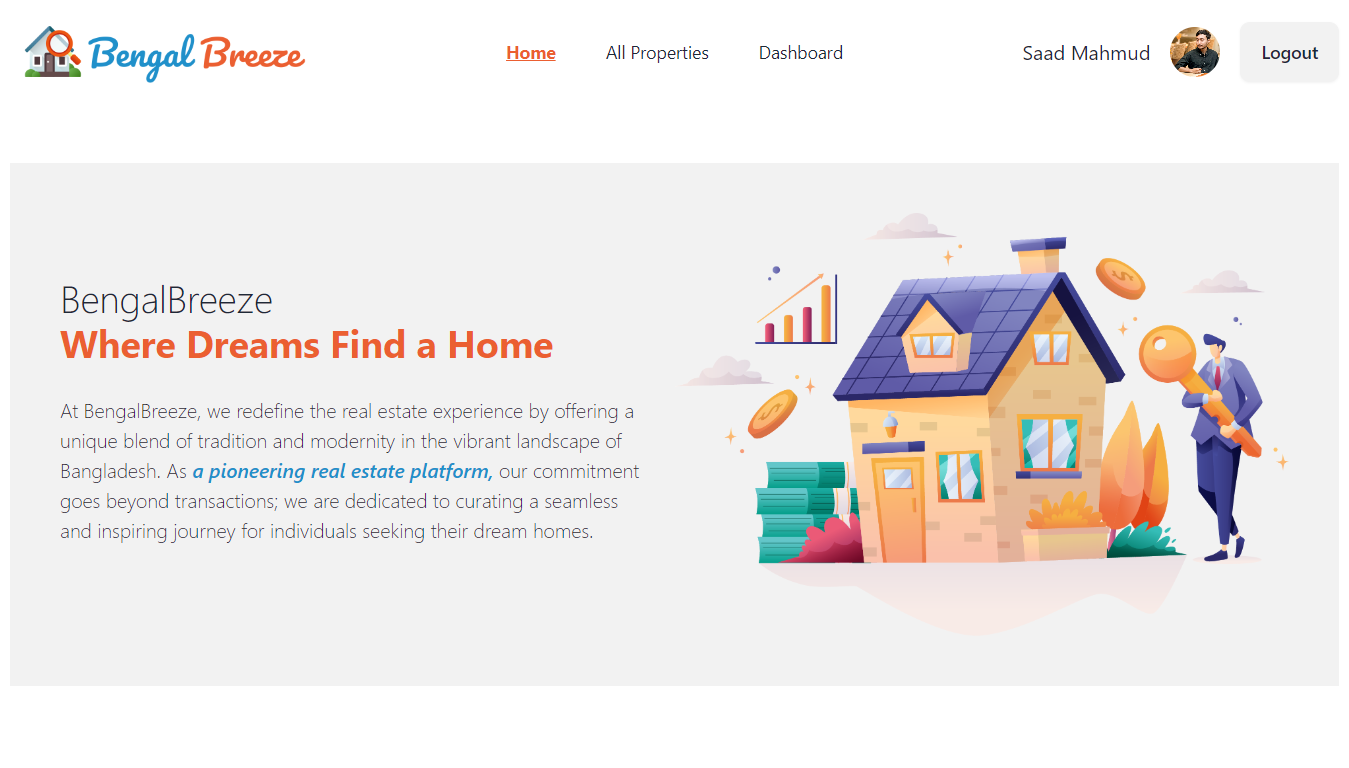 Bengal Breeze
Home
All Properties
Dashboard
Saad Mahmud
Logout
BengalBreeze
Where Dreams Find a Home
At BengalBreeze, we redefine the real estate experience by offering a
unique blend of tradition and modernity in the vibrant landscape of
Bangladesh. As a pioneering real estate platform, our commitment
goes beyond transactions; we are dedicated to curating a seamless
and inspiring journey for individuals seeking their dream homes.